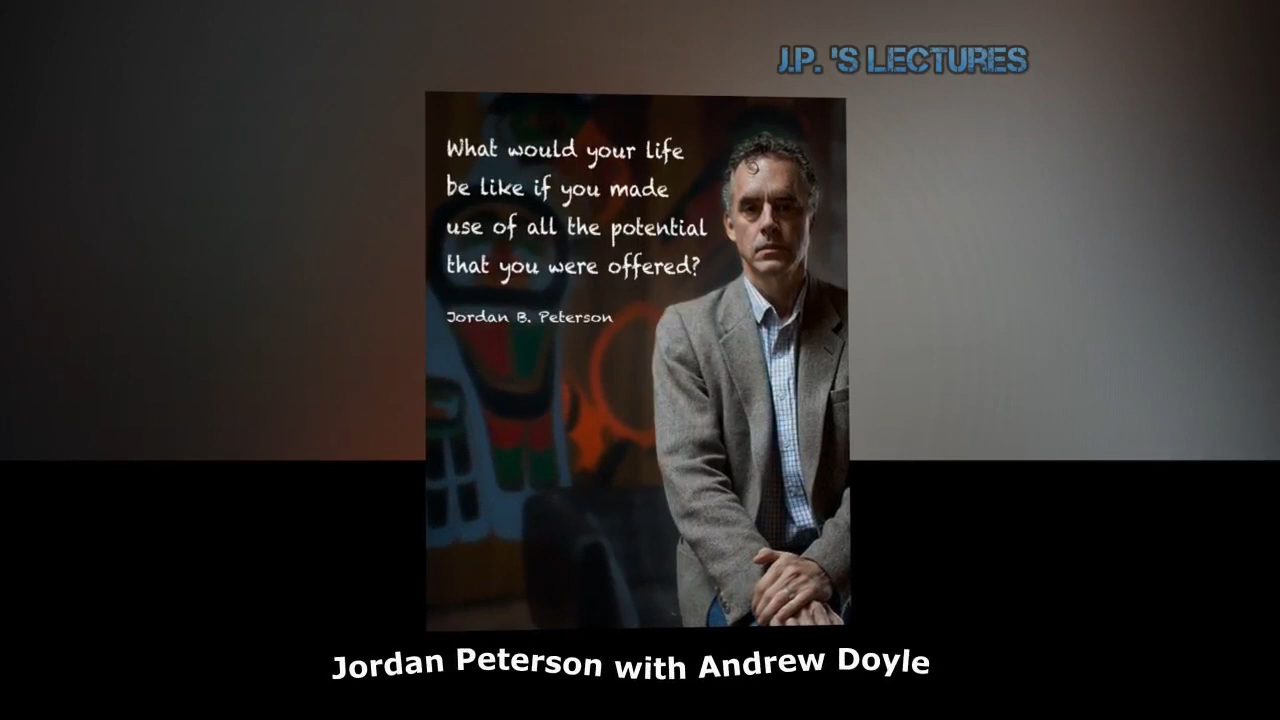 J.P. 'S LECTURES
What would your life
be like if you made
use of all the potential
that you were offered?
Jordan B. Peterson
Jordan Peterson with Andrew Doyle